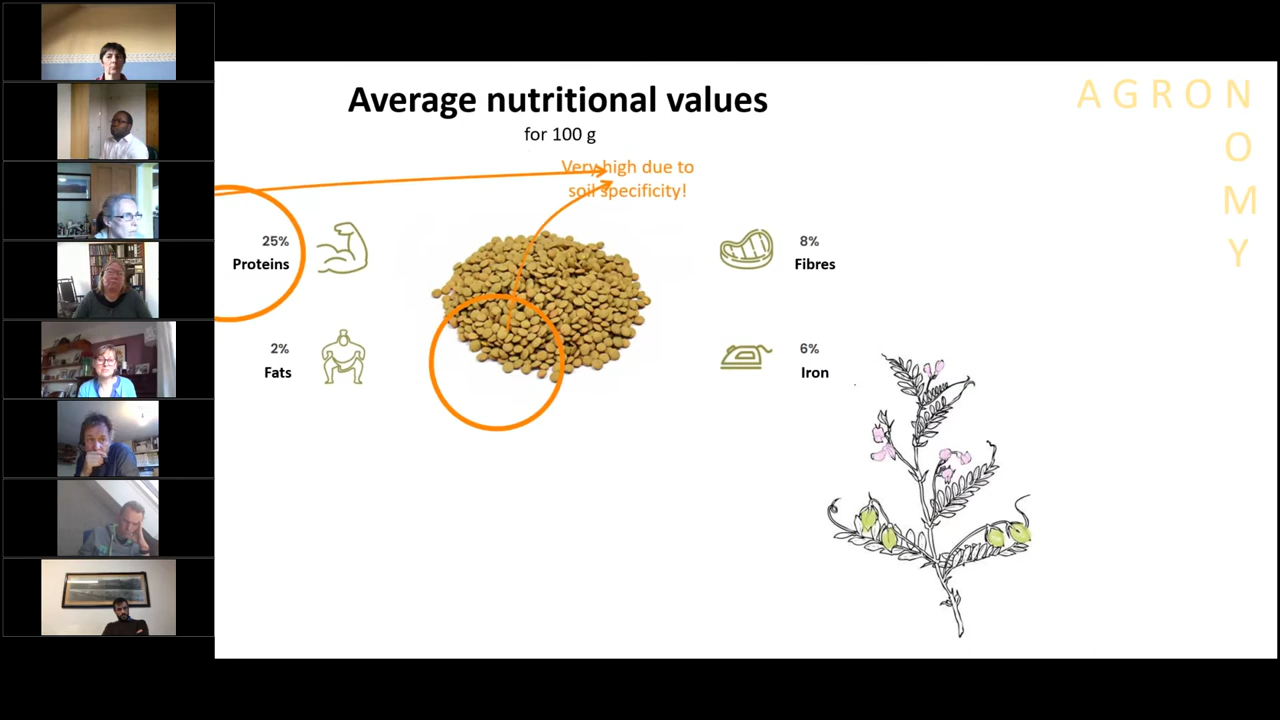 Average nutritional values
for 100 g
Very high due to
soil specificity!
25%
Proteins
2%
Fats
8%
Fibres
6%
Iron
AGRON
O
M
Y